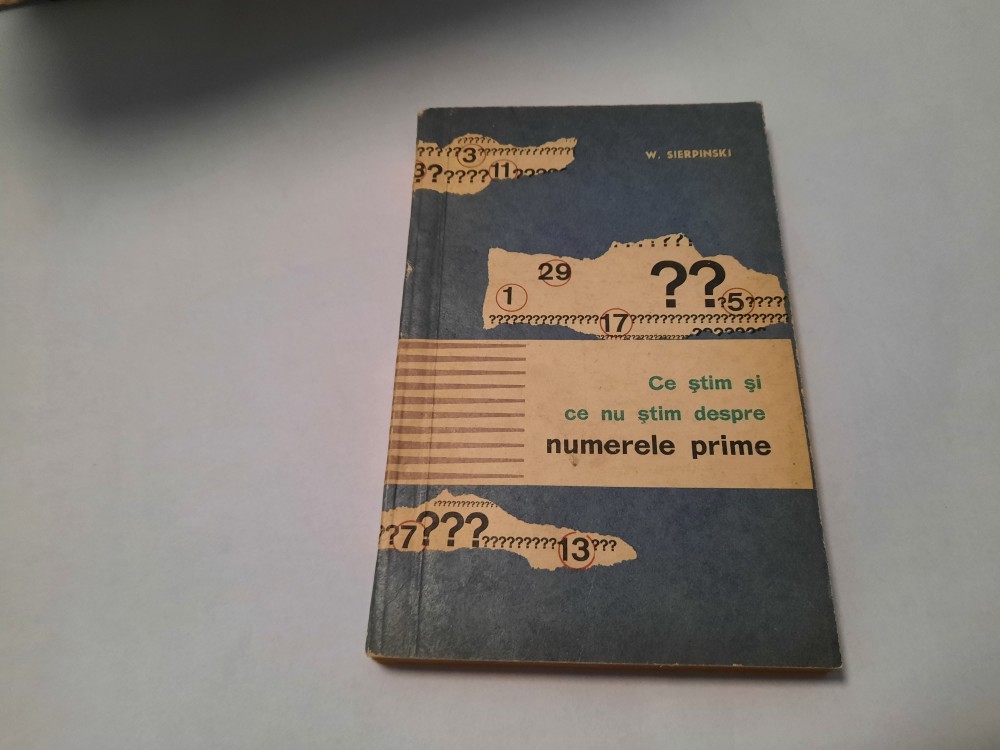 W. SIERPINSKI
3
11
29
1
??
5
17
Ce ştim şi
ce nu ştim despre
numerele prime
7???
13???